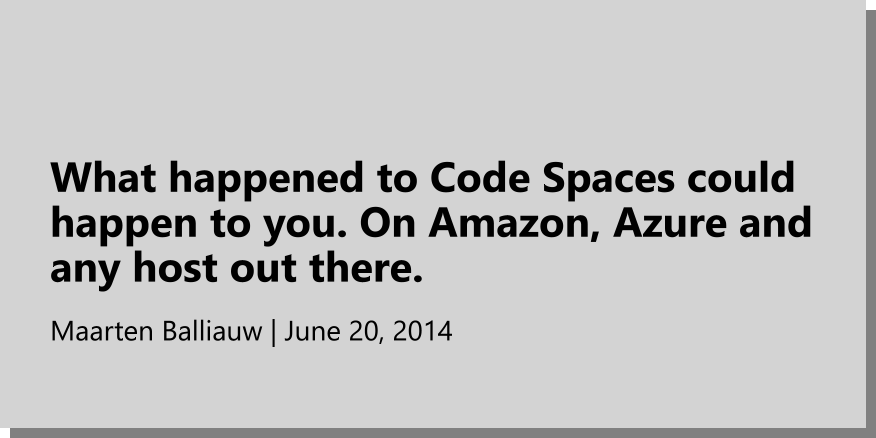 What happened to Code Spaces could
happen to you. On Amazon, Azure and
any host out there.
Maarten Balliauw | June 20, 2014